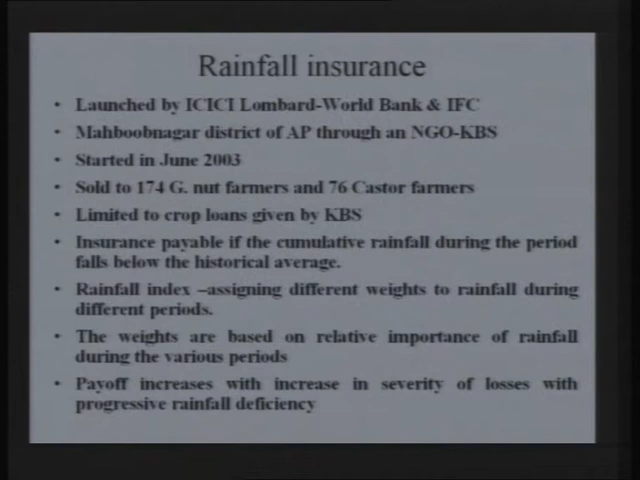 Rainfall insurance
• Launched by ICICI Lombard-World Bank & IFC
• Mahboobnagar district of AP through an NGO-KBS
• Started in June 2003
• Sold to 174 G. nut farmers and 76 Castor farmers
• Limited to crop loans given by KBS
• Insurance payable if the cumulative rainfall during the period
falls below the historical average.
• Rainfall index –assigning different weights to rainfall during
different periods.
• The weights are based on relative importance of rainfall
during the various periods
• Payoff increases with increase in severity of losses with
progressive rainfall deficiency